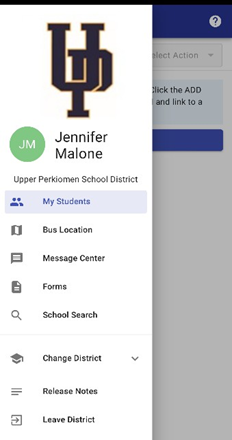 UP
JM
Jennifer
Malone
Upper Perkiomen School District
elect Action
Click the ADD
and link to a
My Students
Bus Location
Message Center
Forms
School Search
Change District
Release Notes
Leave District